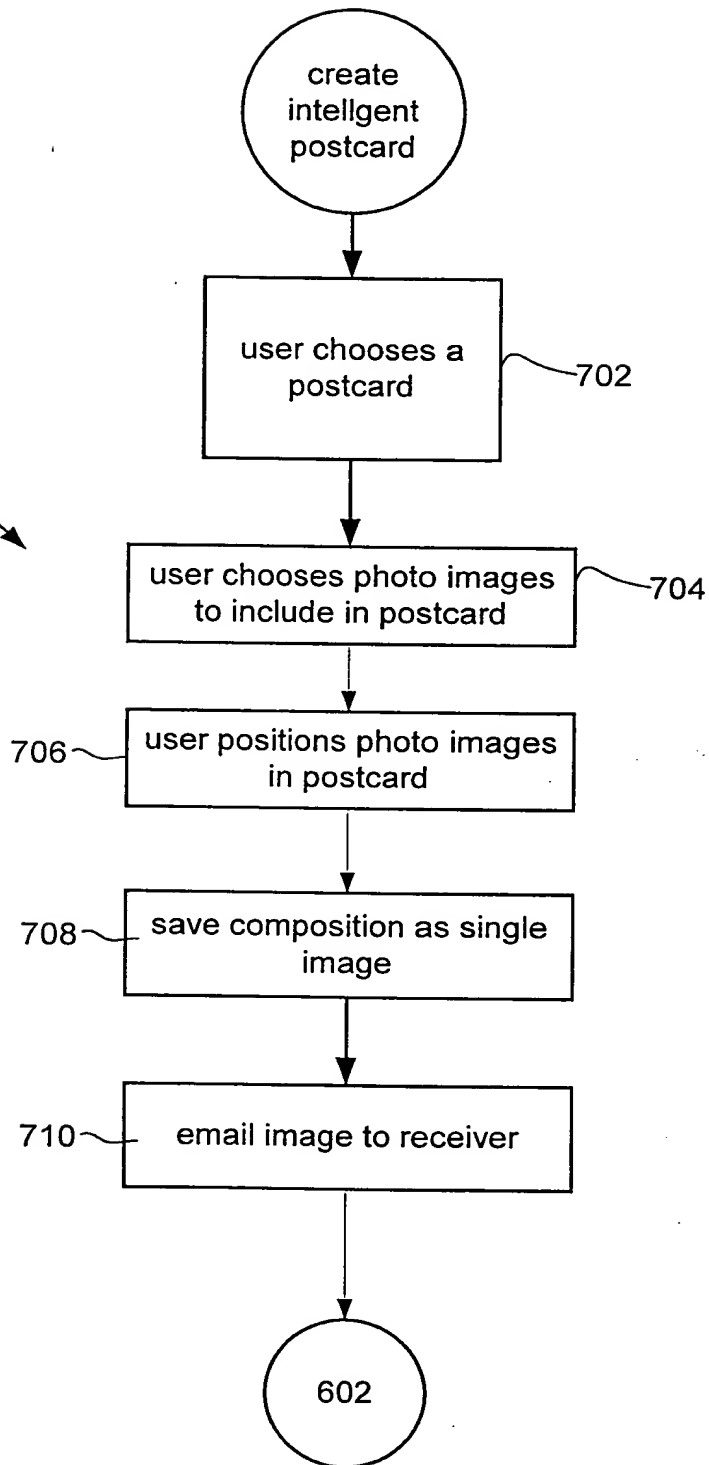 create
intellgent
postcard
user chooses a
postcard
702
user chooses photo images
to include in postcard
704
706
user positions photo images
in postcard
708
save composition as single
image
710
email image to receiver
602